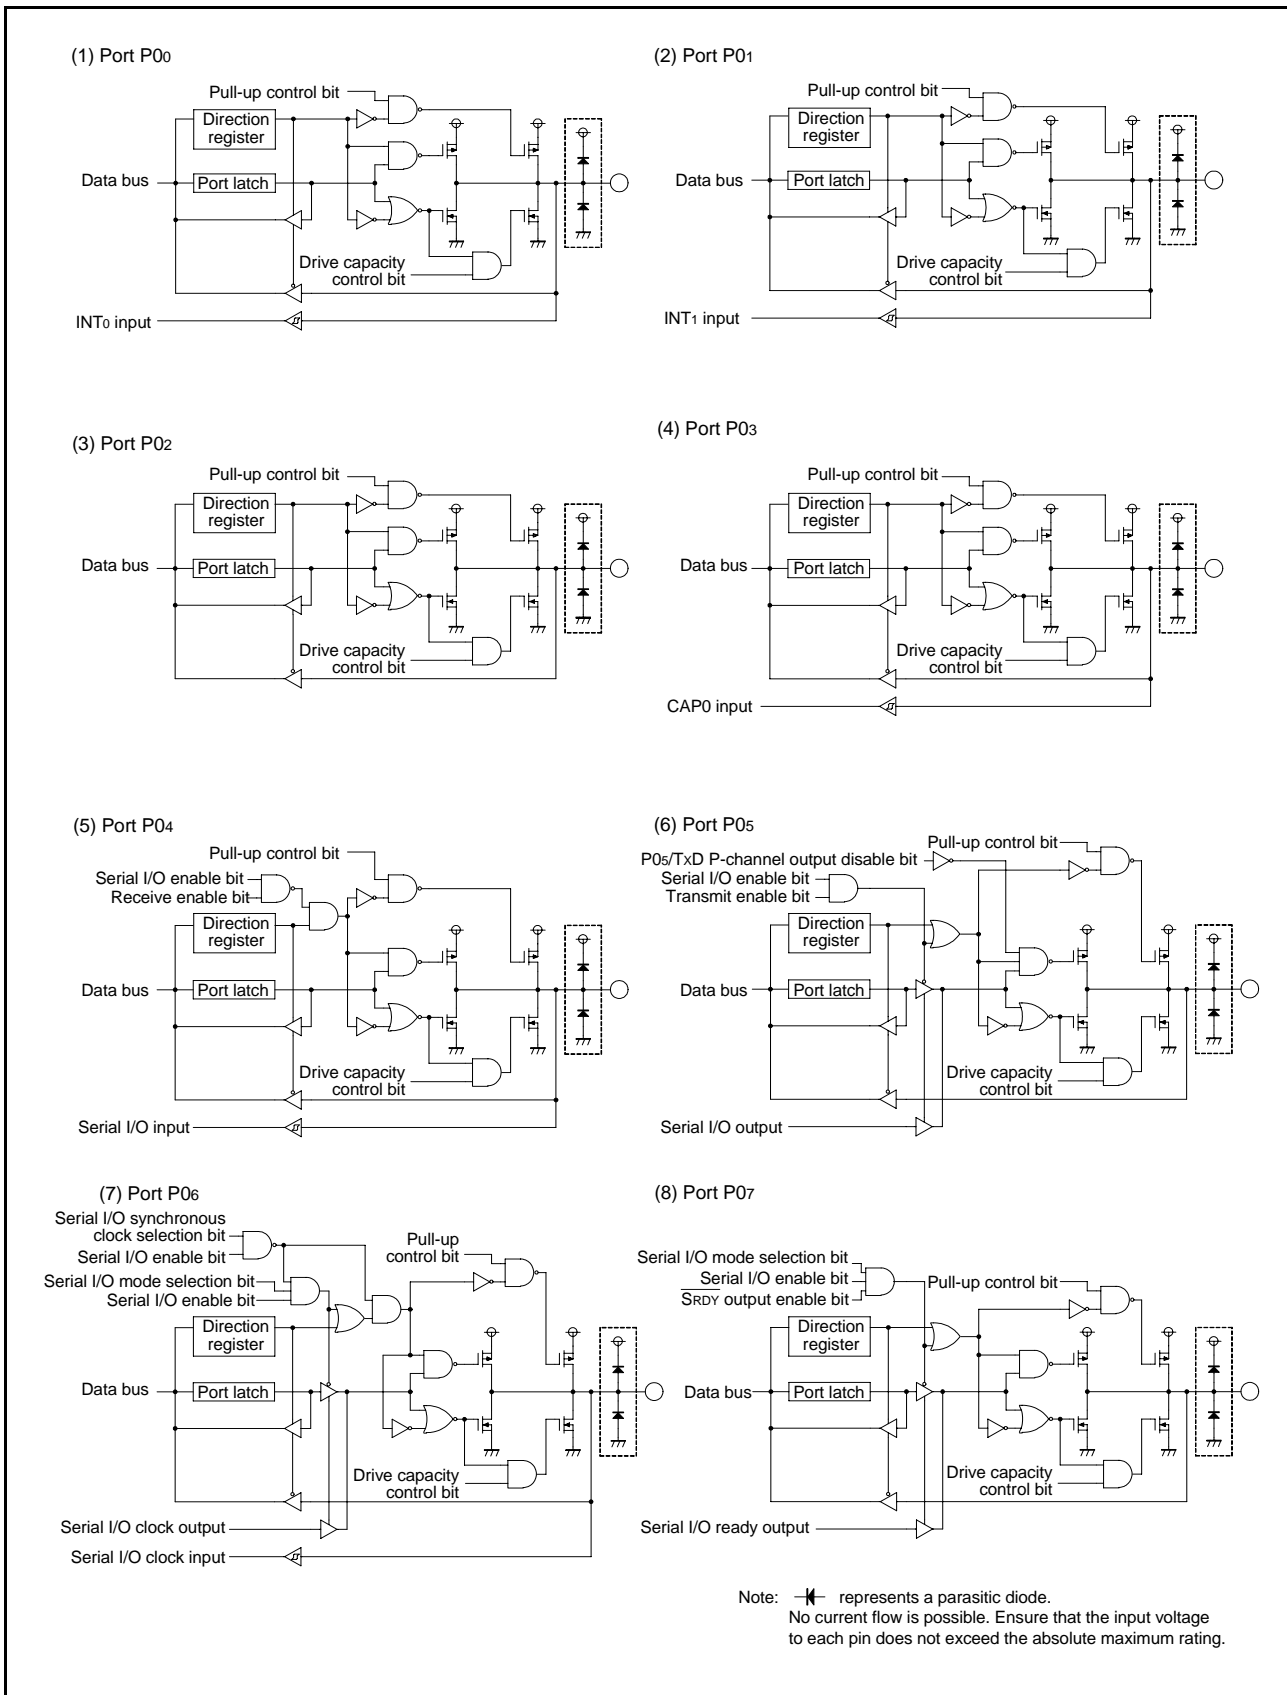 (1) Port P00
Pull-up control bit
Direction
register
Data bus
Port latch
Drive capacity
control bit
INT0 input
(2) Port P01
Pull-up control bit
Direction
register
Data bus
Port latch
Drive capacity
control bit
INT1 input
(3) Port P02
Pull-up control bit
Direction
register
Data bus
Port latch
Drive capacity
control bit
(4) Port P03
Pull-up control bit
Direction
register
Data bus
Port latch
Drive capacity
control bit
CAP0 input
(5) Port P04
Pull-up control bit
Serial I/O enable bit
Receive enable bit
Direction
register
Data bus
Port latch
Drive capacity
control bit
Serial I/O input
(6) Port P05
Pull-up control bit
P05/TxD P-channel output disable bit
Serial I/O enable bit
Transmit enable bit
Direction
register
Data bus
Port latch
Drive capacity
control bit
Serial I/O output
(7) Port P06
Serial I/O synchronous
clock selection bit
Serial I/O enable bit
Pull-up
control bit
Serial I/O mode selection bit
Serial I/O enable bit
Direction
register
Data bus
Port latch
Drive capacity
control bit
Serial I/O clock output
Serial I/O clock input
(8) Port P07
Serial I/O mode selection bit
Serial I/O enable bit
SRDY output enable bit
Pull-up control bit
Direction
register
Data bus
Port latch
Drive capacity
control bit
Serial I/O ready output
Note: represents a parasitic diode.
No current flow is possible. Ensure that the input voltage
to each pin does not exceed the absolute maximum rating.